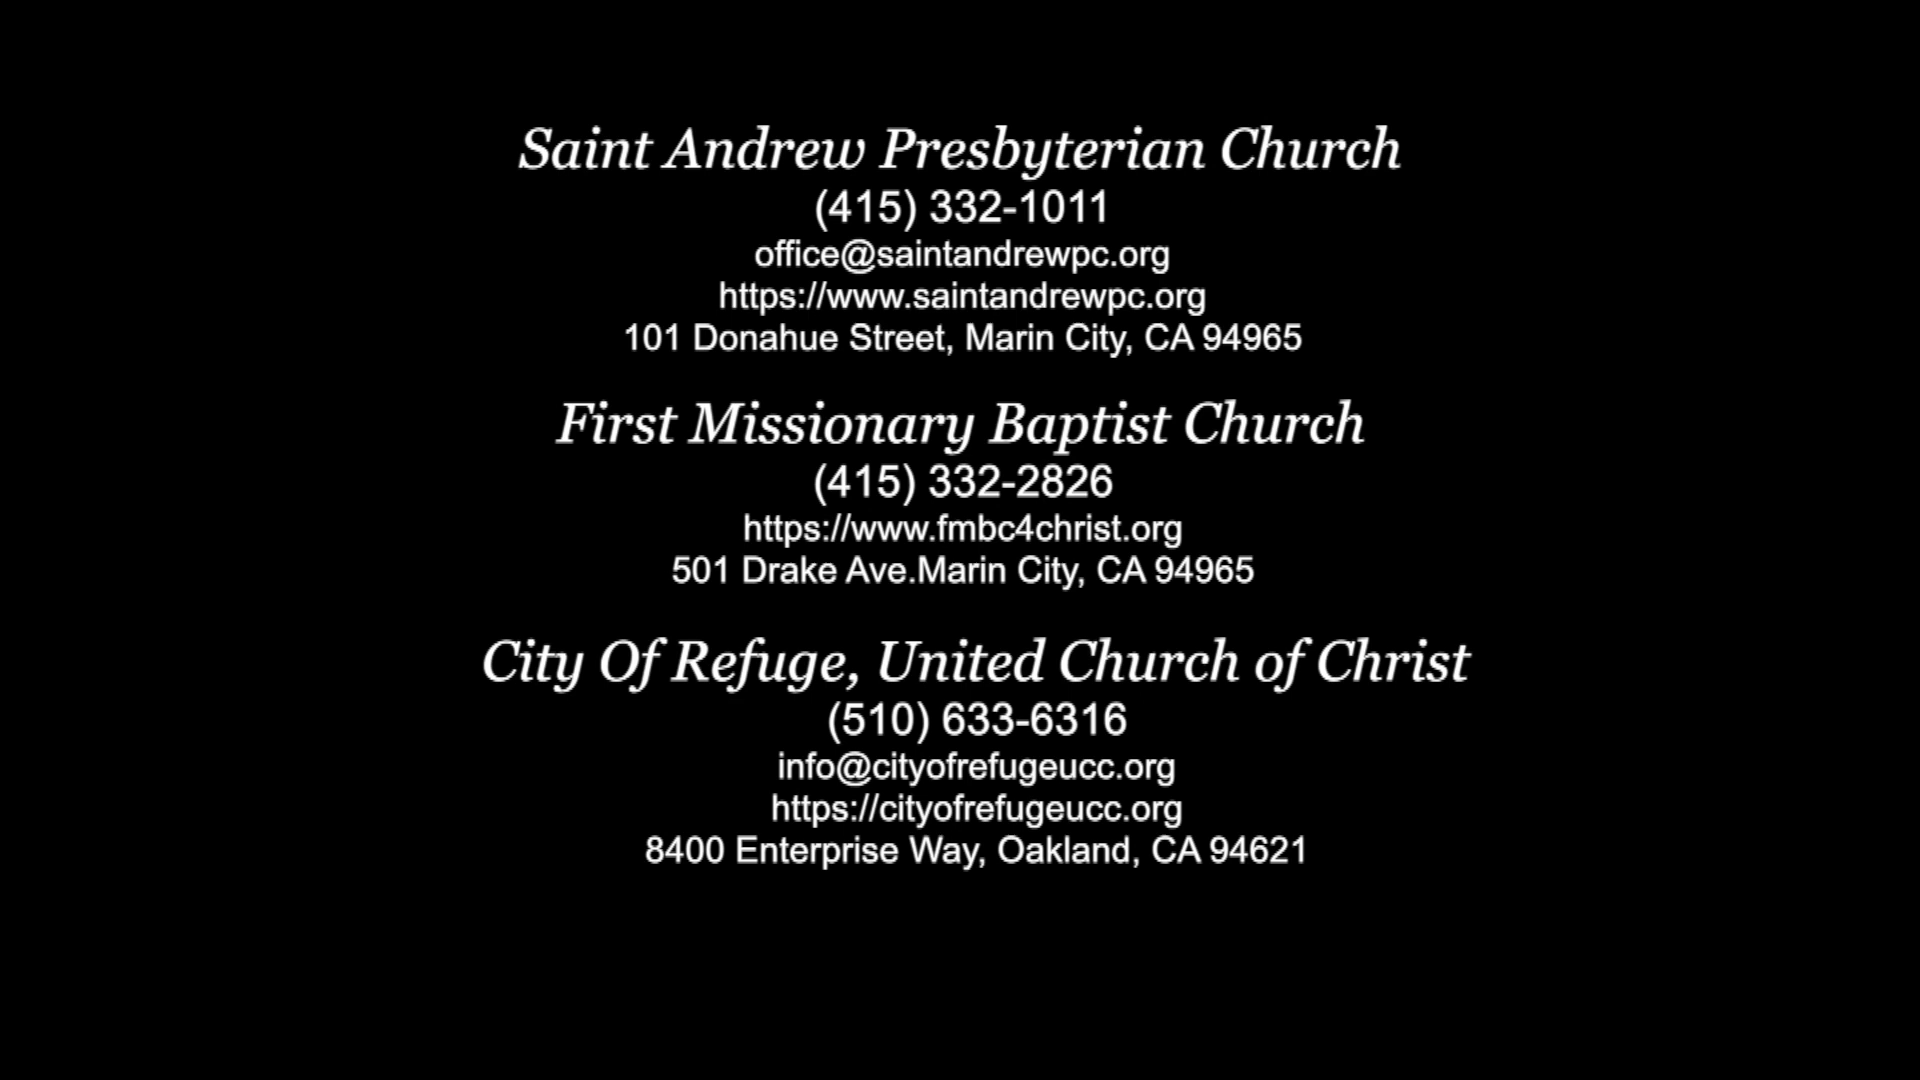 Saint Andrew Presbyterian Church
(415) 332-1011
office@saintandrewpc.org
https://www.saintandrewpc.org
101 Donahue Street, Marin City, CA 94965
First Missionary Baptist Church
(415) 332-2826
https://www.fmbc4christ.org
501 Drake Ave.Marin City, CA 94965
City Of Refuge, United Church of Christ
(510) 633-6316
info@cityofrefugeucc.org
https://cityofrefugeucc.org
8400 Enterprise Way, Oakland, CA 94621